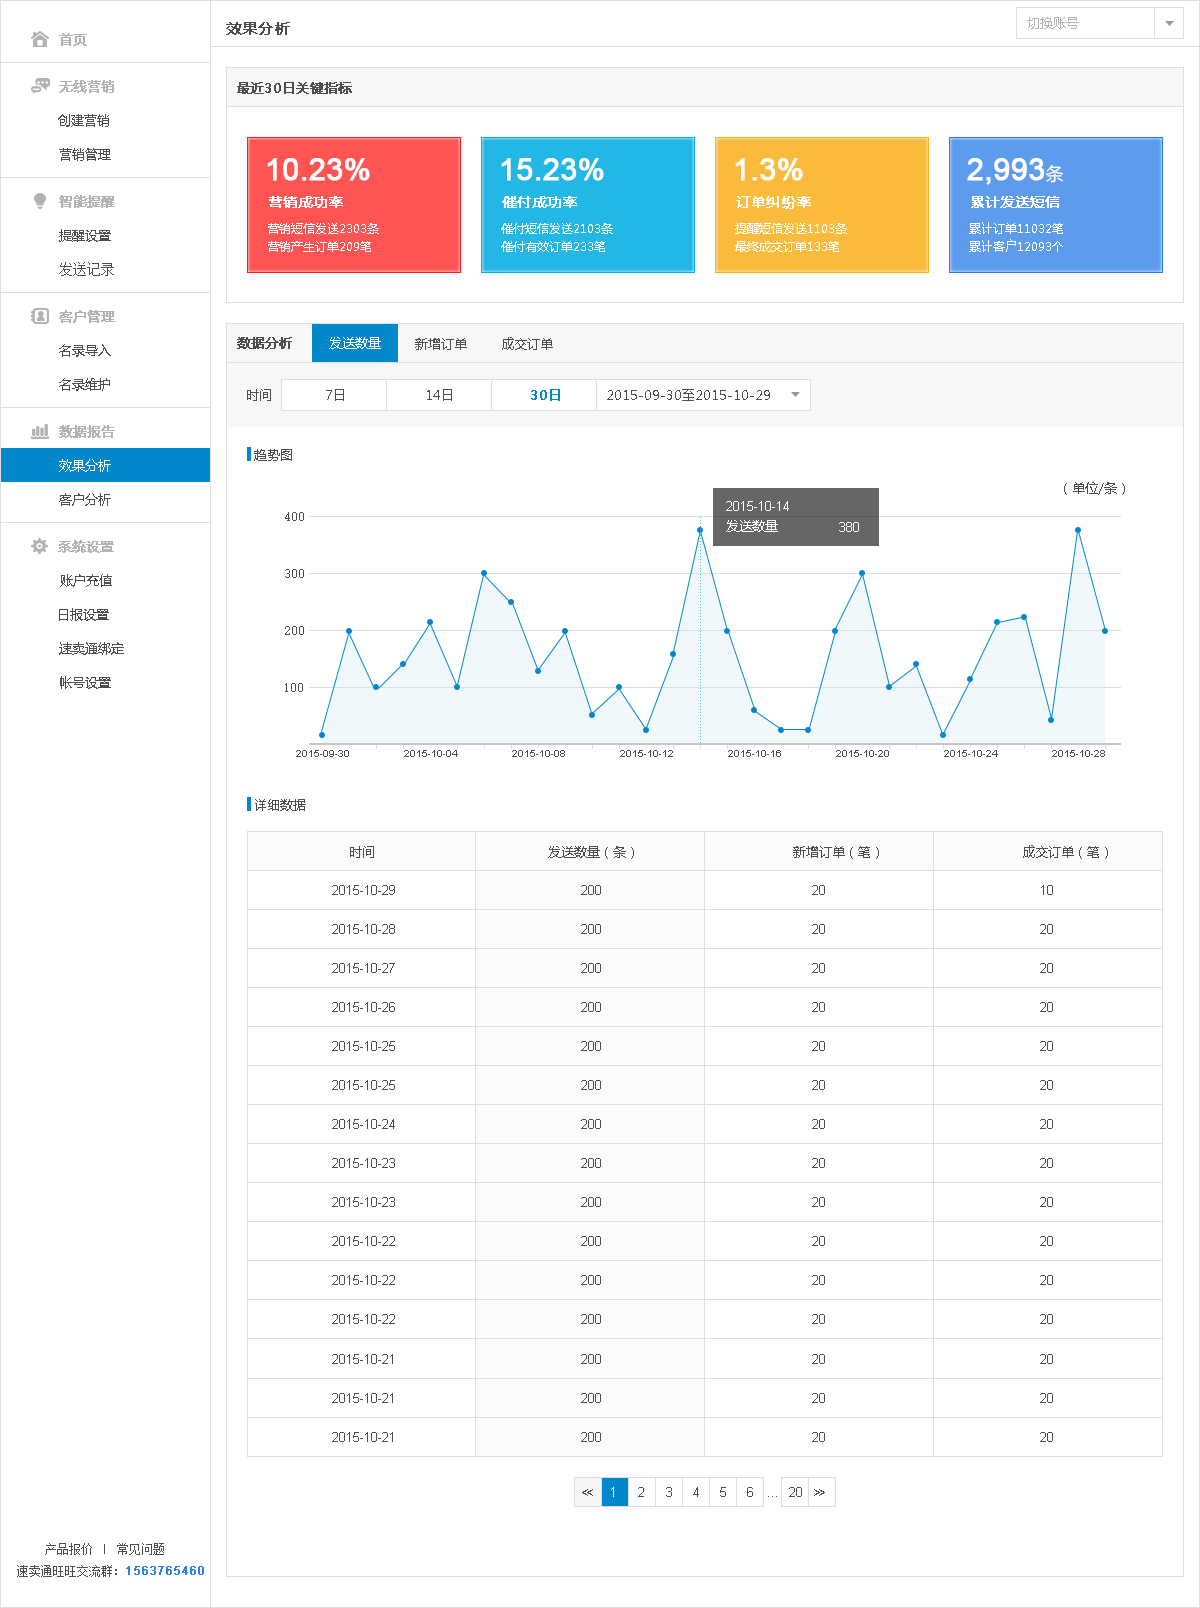 首页
无线营销
创建营销
营销管理
智能提醒
提醒设置
发送记录
客户管理
名录导入
名录维护
数据报告
效果分析
客户分析
系统设置
账户充值
日报设置
速卖通绑定
帐号设置
产品报价 | 常见问题
速卖通旺旺交流群：1563765460
效果分析
切换账号
最近30日关键指标
10.23%
营销成功率
营销短信发送2303条
营销产生订单209笔
15.23%
催付成功率
催付短信发送2103条
催付有效订单233笔
1.3%
订单纠纷率
提醒短信发送1103条
最终成交订单133笔
2,993条
累计发送短信
累计订单11032笔
累计客户12093个
数据分析 发送数量 新增订单 成交订单
时间 7日 14日 30日 2015-09-30至2015-10-29
趋势图
（单位/条）
2015-10-14
发送数量 380
400
300
200
100
2015-09-30 2015-10-04 2015-10-08 2015-10-12 2015-10-16 2015-10-20 2015-10-24 2015-10-28
详细数据
时间 发送数量（条） 新增订单（笔） 成交订单（笔）
2015-10-29 200 20 10
2015-10-28 200 20 20
2015-10-27 200 20 20
2015-10-26 200 20 20
2015-10-25 200 20 20
2015-10-25 200 20 20
2015-10-24 200 20 20
2015-10-23 200 20 20
2015-10-23 200 20 20
2015-10-22 200 20 20
2015-10-22 200 20 20
2015-10-22 200 20 20
2015-10-21 200 20 20
2015-10-21 200 20 20
2015-10-21 200 20 20
≪ 1 2 3 4 5 6 ... 20 ≫